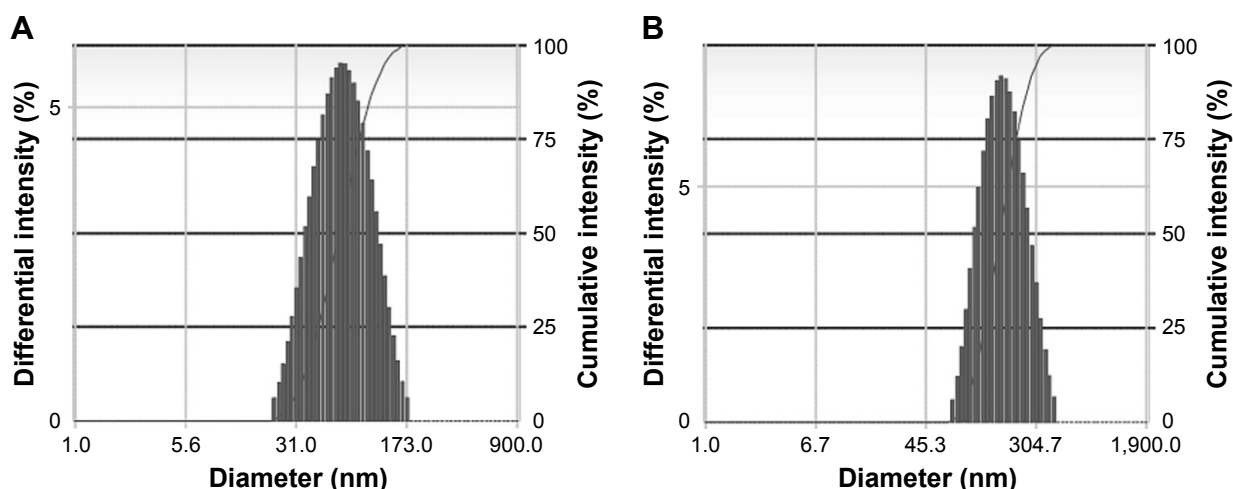 A
Differential intensity (%)
5
0
100
75
50
25
0
Cumulative intensity (%)
1.0 5.6 31.0 173.0 900.0
Diameter (nm)
B
Differential intensity (%)
5
0
100
75
50
25
0
Cumulative intensity (%)
1.0 6.7 45.3 304.7 1,900.0
Diameter (nm)